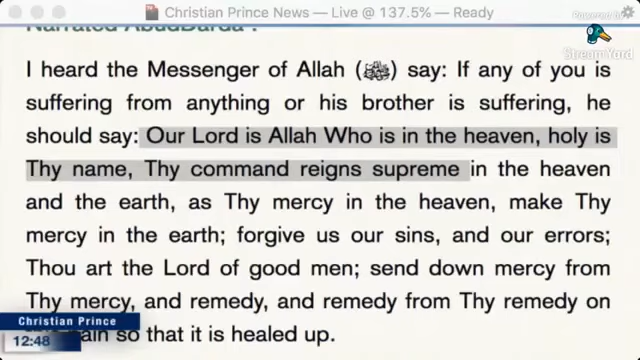 Christian Prince News — Live @ 137.5% — Ready
Powered by
StreamYard
Narrated AbudDarda':
I heard the Messenger of Allah (ﷺ) say: If any of you is
suffering from anything or his brother is suffering, he
should say: Our Lord is Allah Who is in the heaven, holy is
Thy name, Thy command reigns supreme in the heaven
and the earth, as Thy mercy in the heaven, make Thy
mercy in the earth; forgive us our sins, and our errors;
Thou art the Lord of good men; send down mercy from
Thy mercy, and remedy, and remedy from Thy remedy on
so that it is healed up.
Christian Prince
12:48